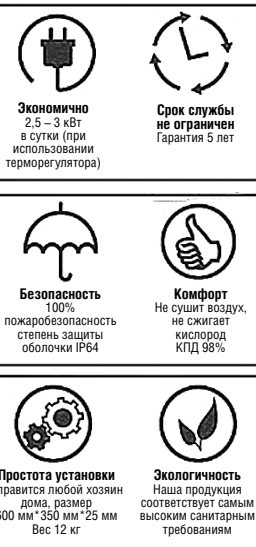 Экономично
2,5 – 3 кВт
в сутки (при
использовании
терморегулятора)
Срок службы
не ограничен
Гарантия 5 лет
Безопасность
100%
пожаробезопасность
степень защиты
оболочки IP64
Комфорт
Не сушит воздух,
не сжигает
кислород
КПД 98%
Простота установки
любой хозяин
дома, размер
600 мм*350 мм*25 мм
Вес 12 кг
Экологичность
Наша продукция
соответствует самым
высоким санитарным
требованиям